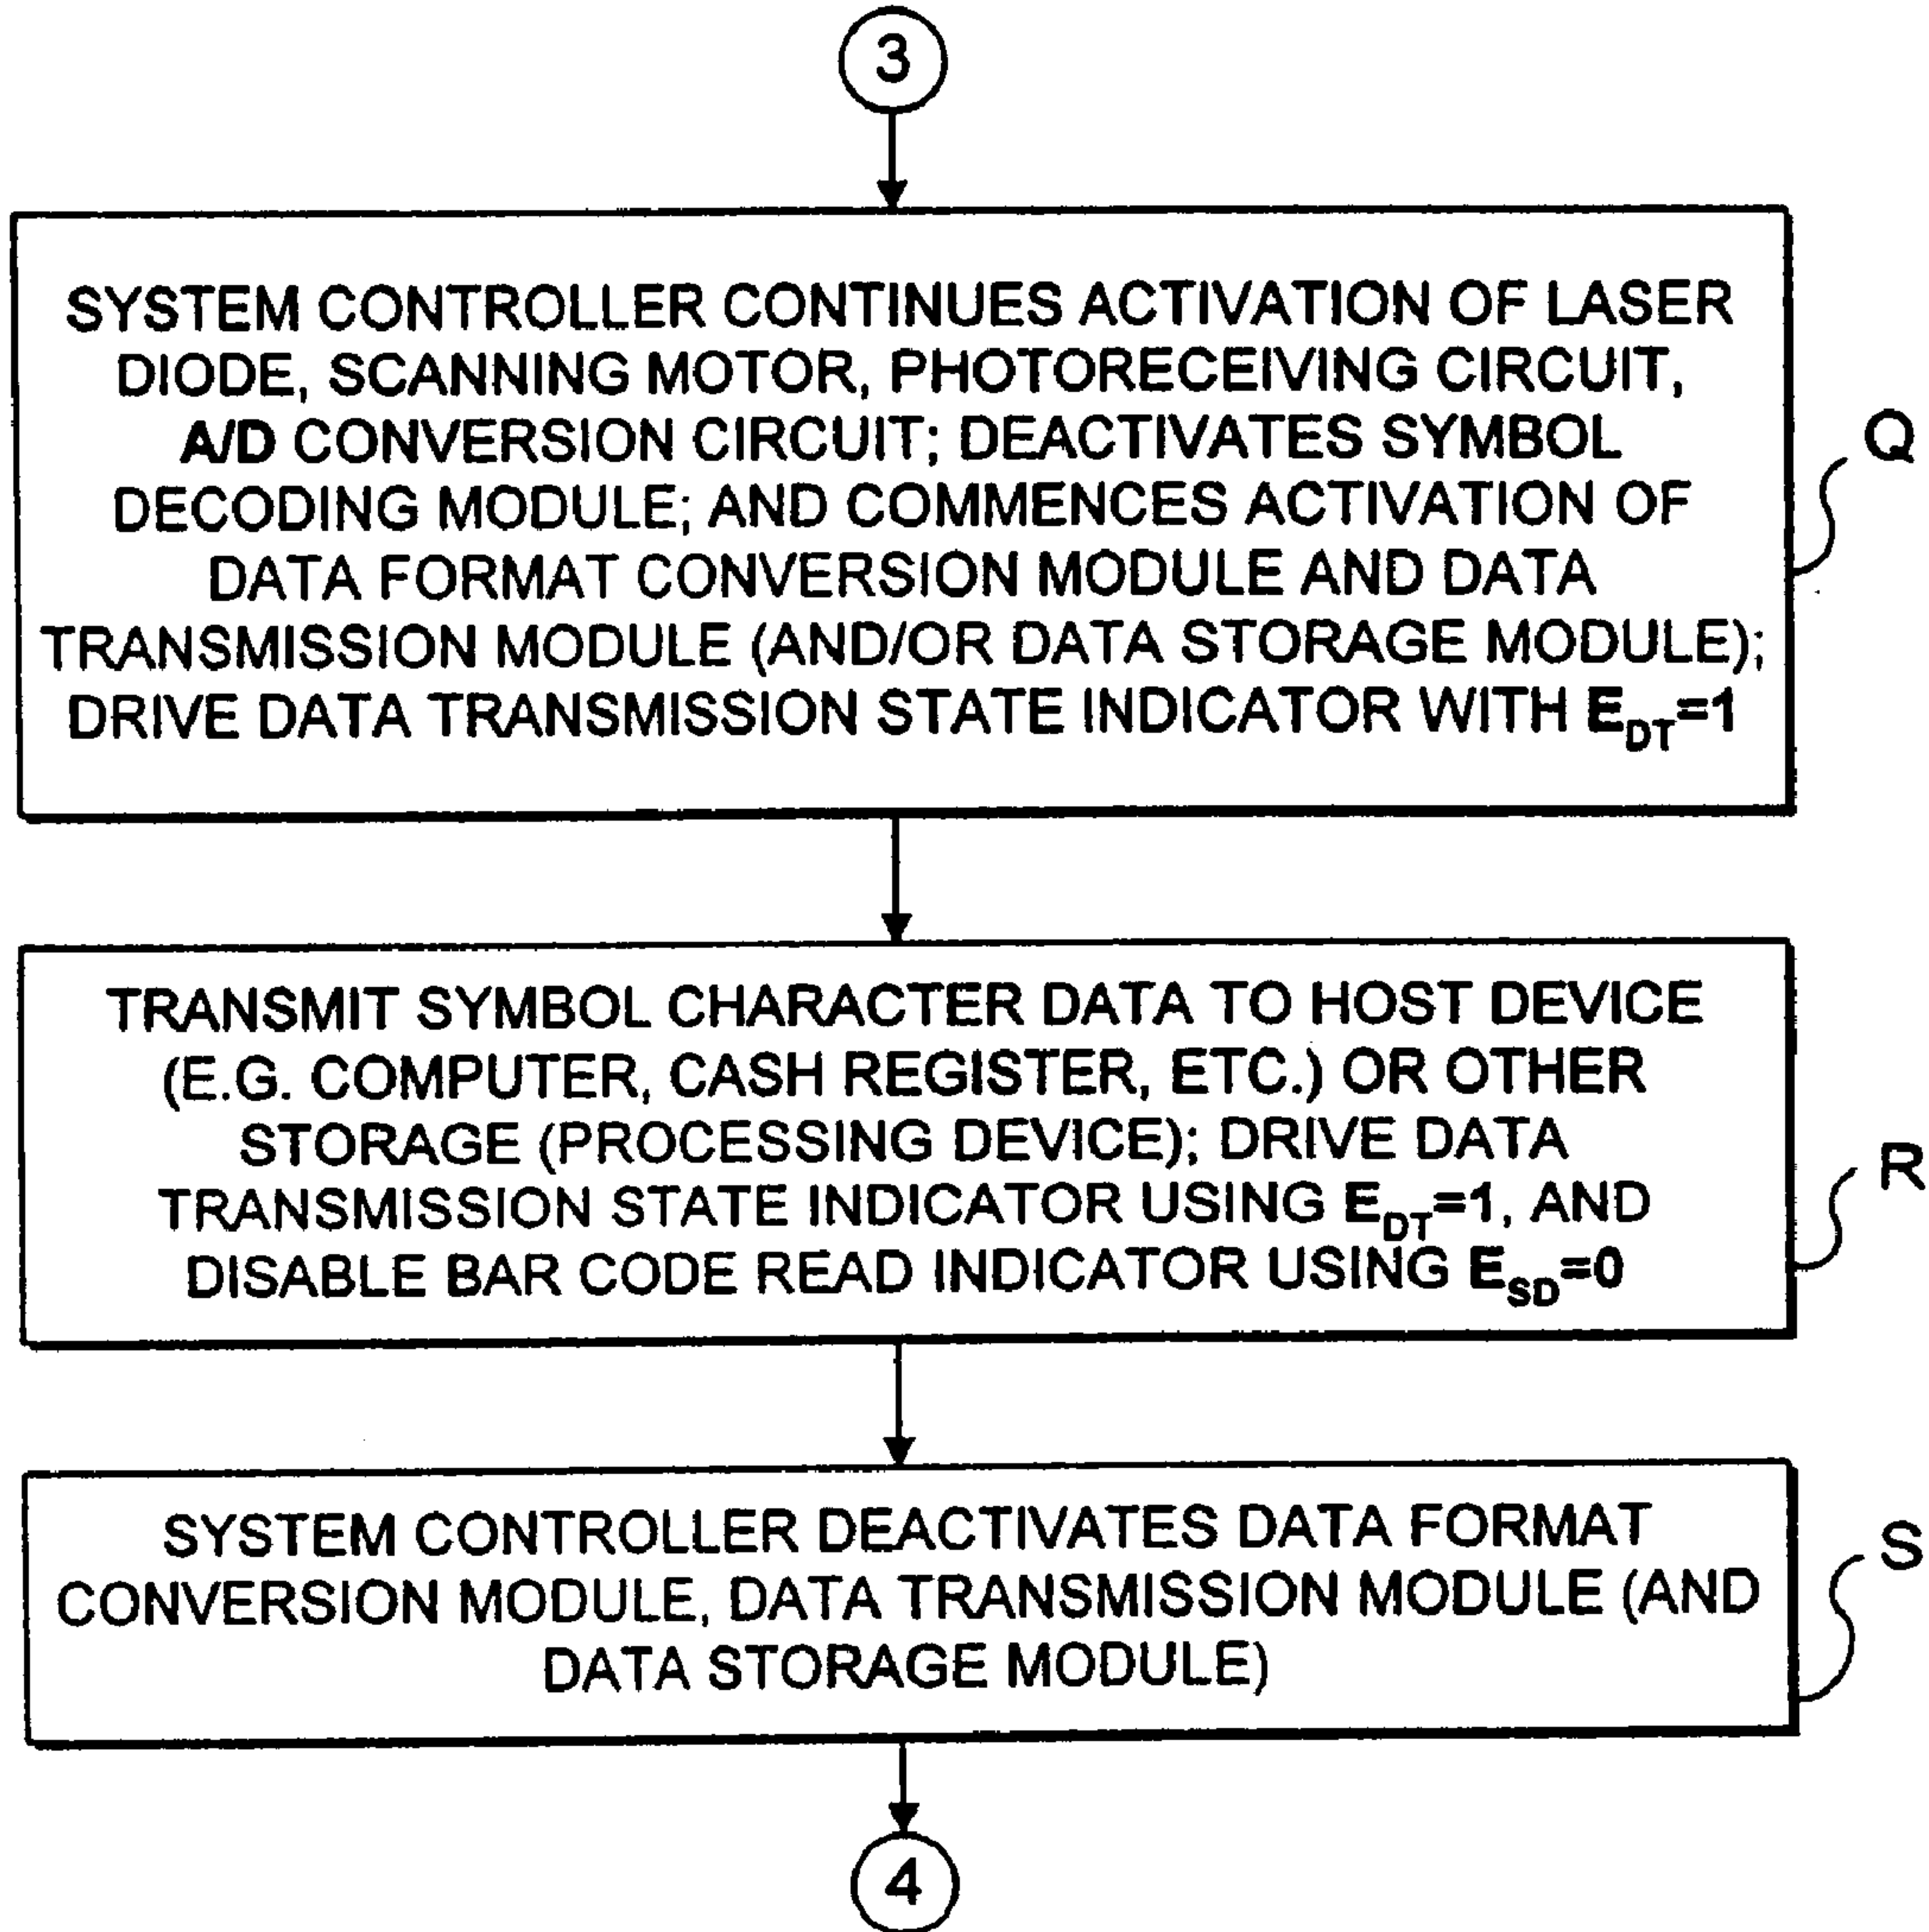 3
SYSTEM CONTROLLER CONTINUES ACTIVATION OF LASER
DIODE, SCANNING MOTOR, PHOTORECEIVING CIRCUIT,
A/D CONVERSION CIRCUIT; DEACTIVATES SYMBOL
DECODING MODULE; AND COMMENCES ACTIVATION OF
DATA FORMAT CONVERSION MODULE AND DATA
TRANSMISSION MODULE (AND/OR DATA STORAGE MODULE);
DRIVE DATA TRANSMISSION STATE INDICATOR WITH E_DT=1
Q
TRANSMIT SYMBOL CHARACTER DATA TO HOST DEVICE
(E.G. COMPUTER, CASH REGISTER, ETC.) OR OTHER
STORAGE (PROCESSING DEVICE); DRIVE DATA
TRANSMISSION STATE INDICATOR USING E_DT=1, AND
DISABLE BAR CODE READ INDICATOR USING E_SD=0
R
SYSTEM CONTROLLER DEACTIVATES DATA FORMAT
CONVERSION MODULE, DATA TRANSMISSION MODULE (AND
DATA STORAGE MODULE)
S
4